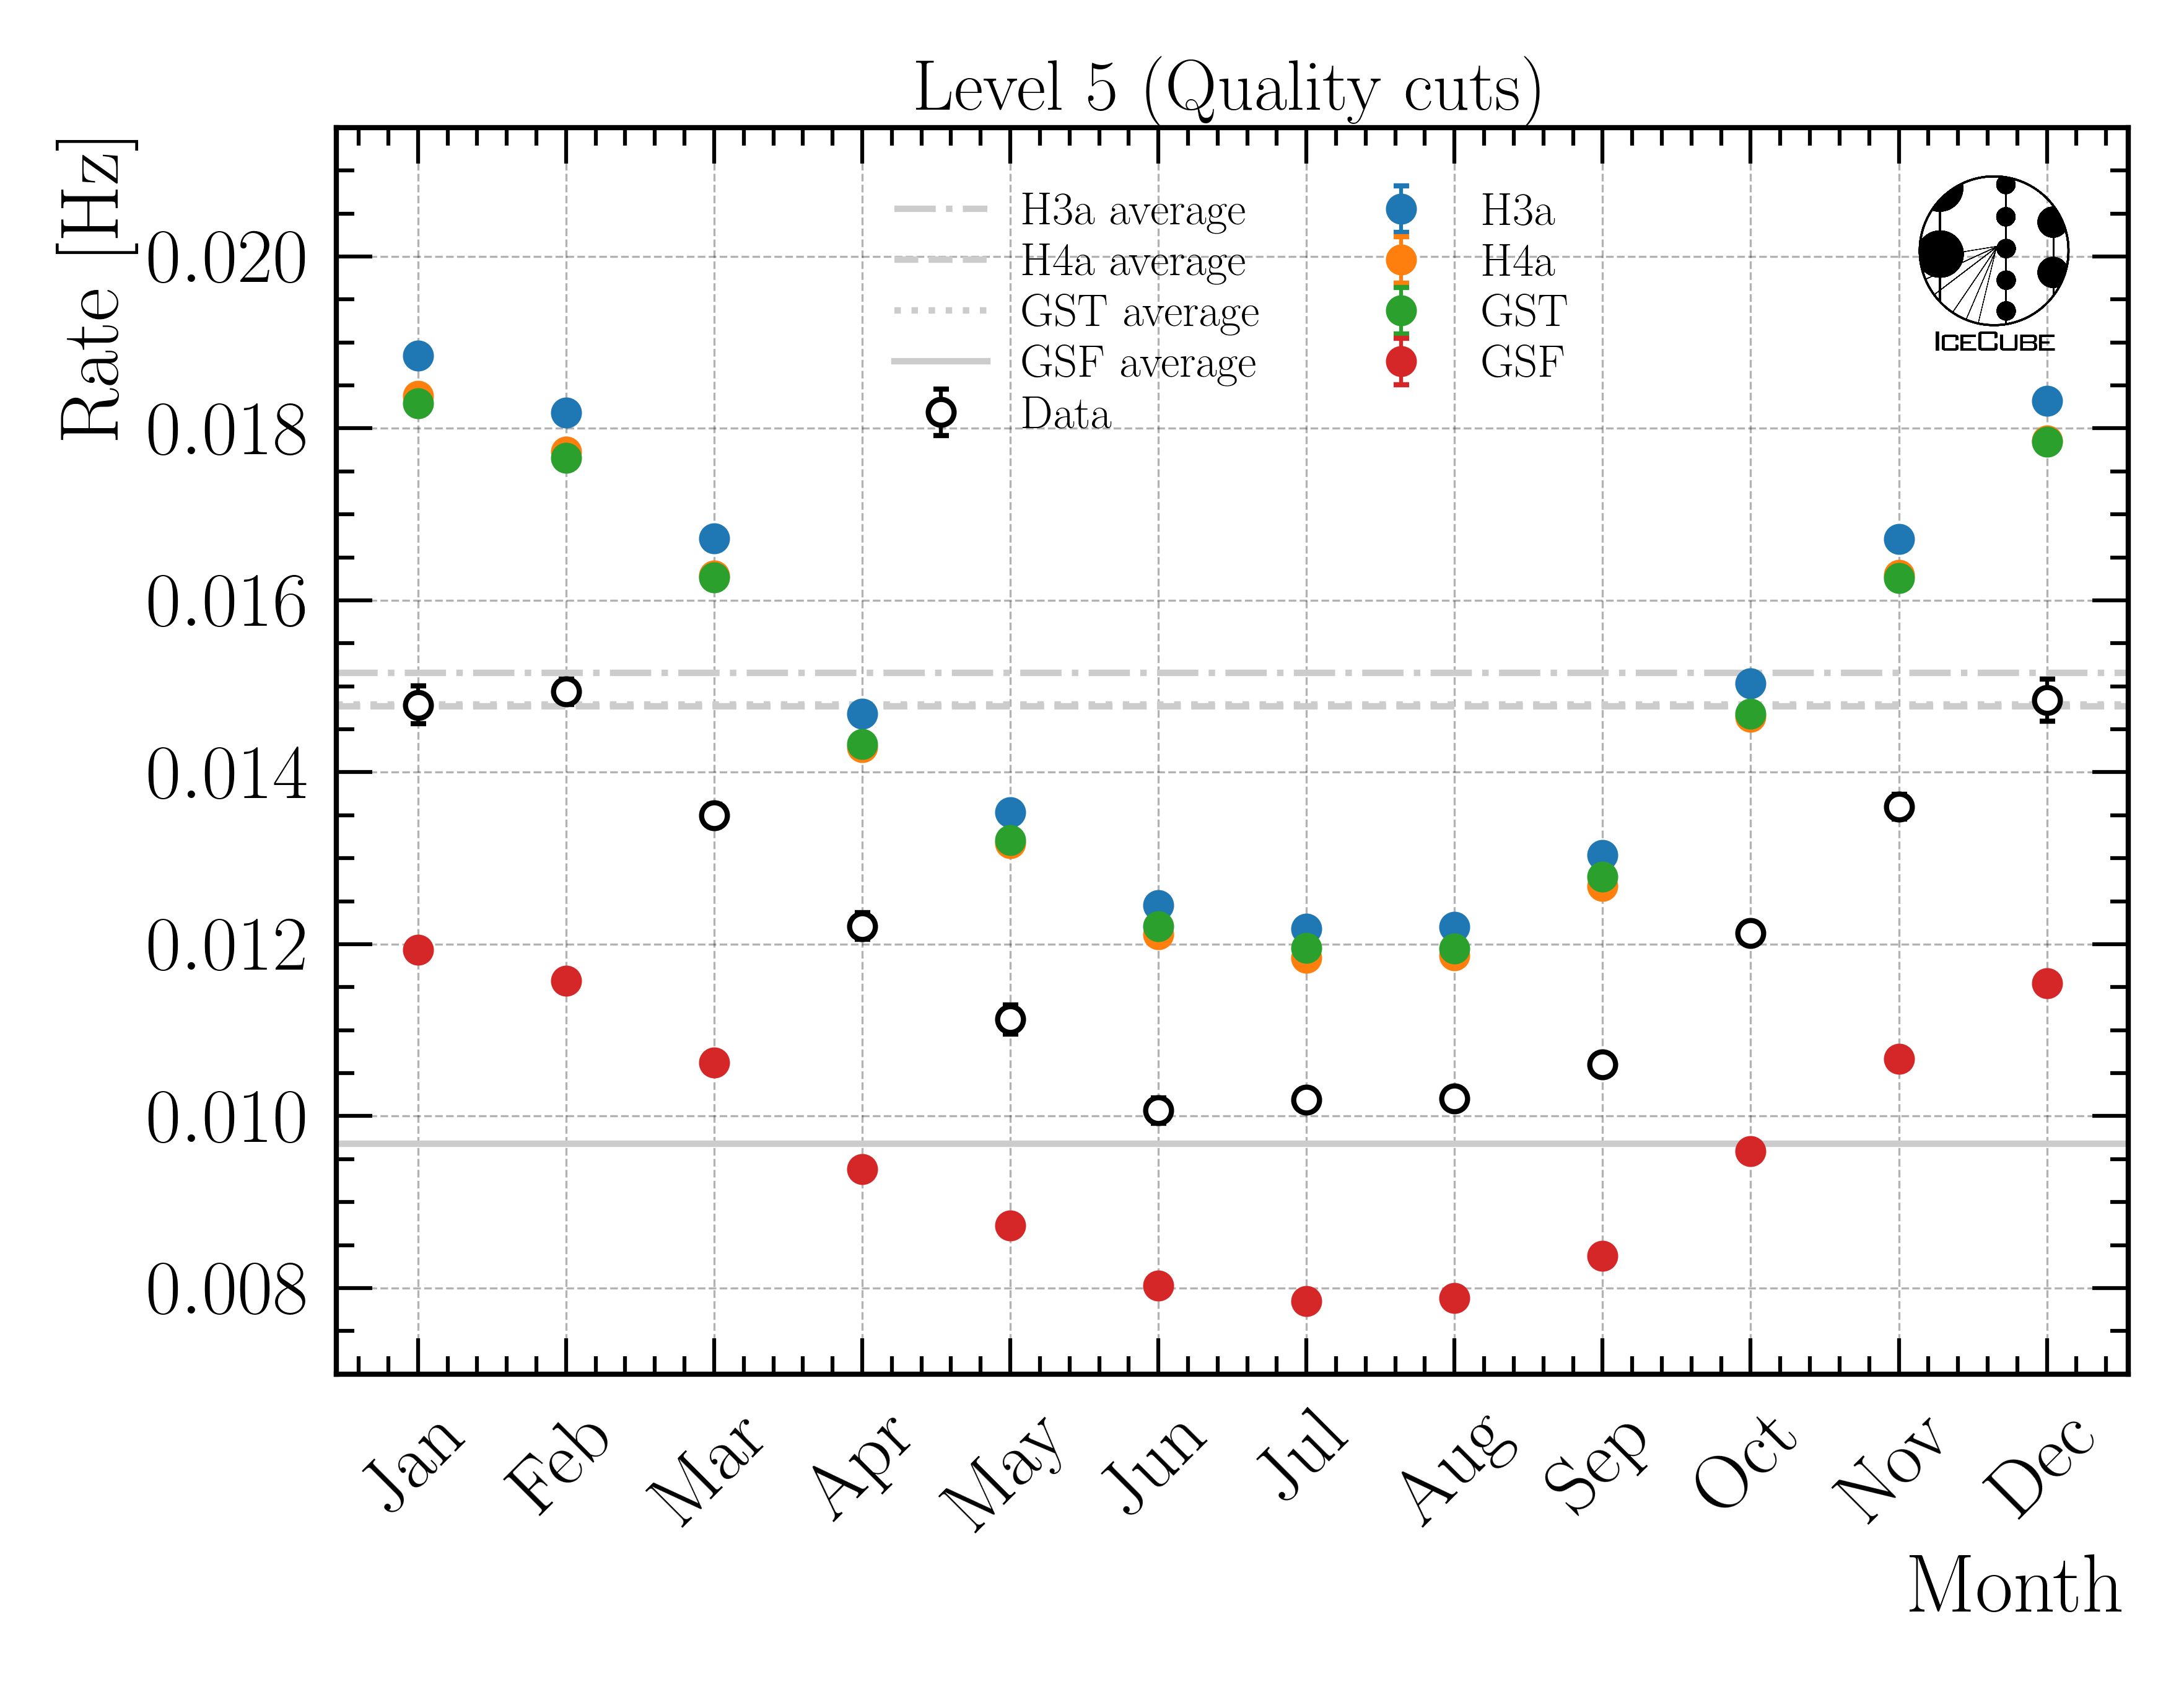 Level 5 (Quality cuts)
Rate [Hz]
0.020
0.018
0.016
0.014
0.012
0.010
0.008
H3a average
H4a average
GST average
GSF average
Data
H3a
H4a
GST
GSF
ICECUBE
Jan
Feb
Mar
Apr
May
Jun
Jul
Aug
Sep
Oct
Nov
Dec
Month